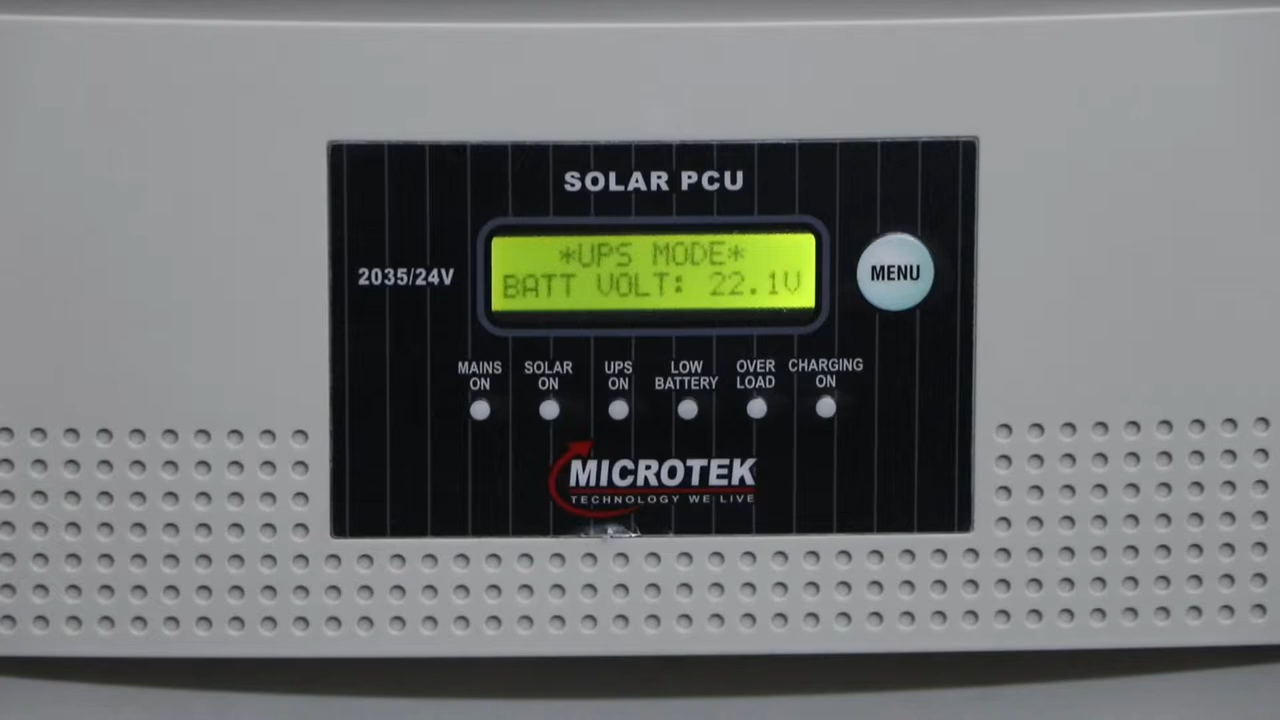 SOLAR PCU
*UPS MODE*
BATT VOLT: 22.1V
2035/24V
MENU
MAINS
ON
SOLAR
ON
UPS
ON
LOW
BATTERY
OVER
LOAD
CHARGING
ON
MICROTEK
TECHNOLOGY WE LIVE